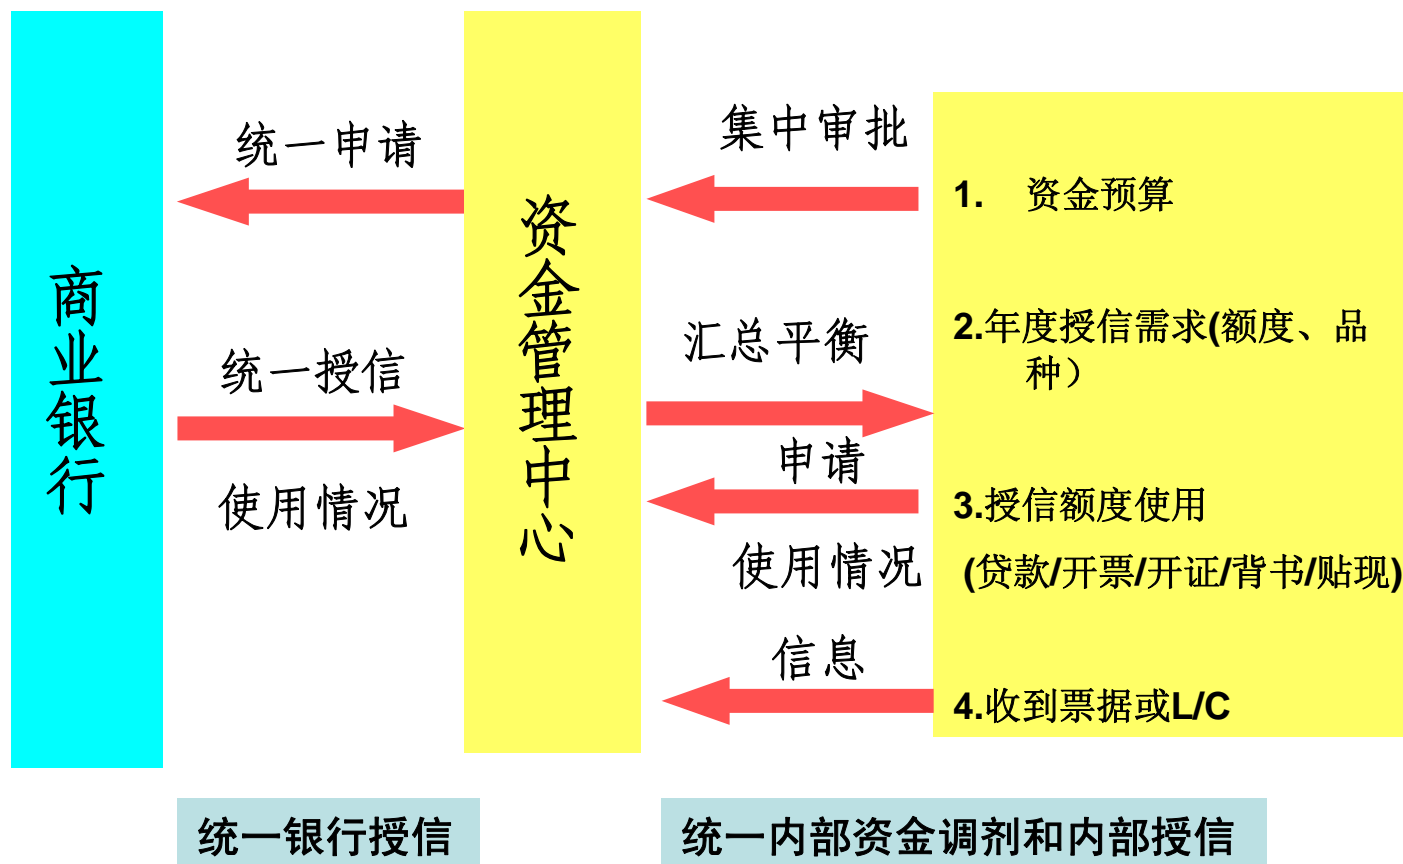 商业银行
统一申请
统一授信
使用情况
资金管理中心
集中审批
汇总平衡
申请
使用情况
信息
1. 资金预算
2.年度授信需求(额度、品
种）
3.授信额度使用
(贷款/开票/开证/背书/贴现)
4.收到票据或L/C
统一银行授信
统一内部资金调剂和内部授信